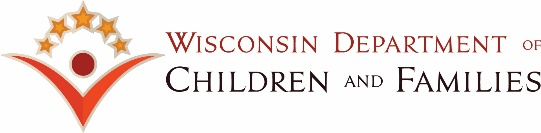 Wisconsin Department of
Children and Families